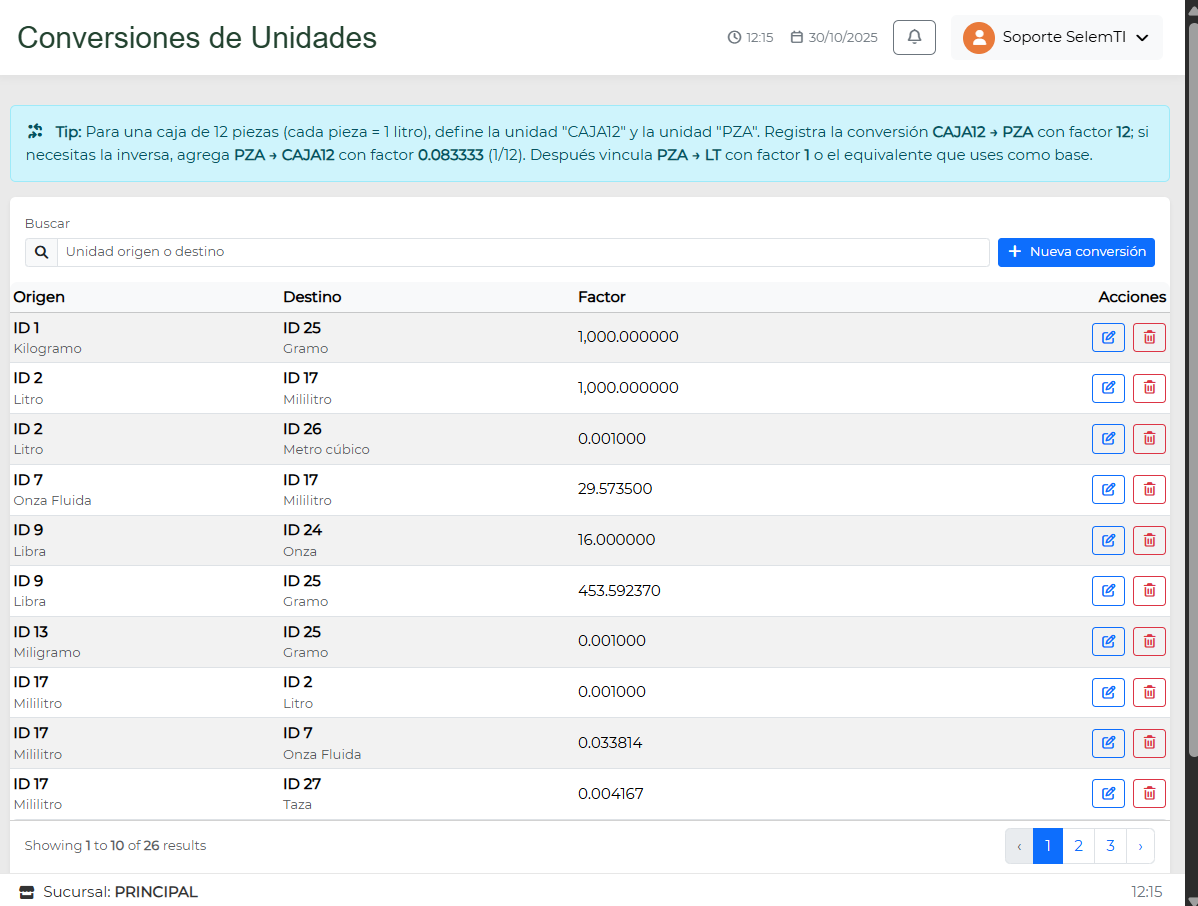 Conversiones de Unidades
12:15 30/10/2025 Soporte SelemTI
Tip: Para una caja de 12 piezas (cada pieza = 1 litro), define la unidad "CAJA12" y la unidad "PZA". Registra la conversión CAJA12 → PZA con factor 12; si
necesitas la inversa, agrega PZA → CAJA12 con factor 0.083333 (1/12). Después vincula PZA → LT con factor 1 o el equivalente que uses como base.
Buscar
Unidad origen o destino
+ Nueva conversión
Origen Destino Factor Acciones
ID 1 ID 25
Kilogramo Gramo 1,000.000000
ID 2 ID 17
Litro Mililitro 1,000.000000
ID 2 ID 26
Litro Metro cúbico 0.001000
ID 7 ID 17
Onza Fluida Mililitro 29.573500
ID 9 ID 24
Libra Onza 16.000000
ID 9 ID 25
Libra Gramo 453.592370
ID 13 ID 25
Miligramo Gramo 0.001000
ID 17 ID 2
Mililitro Litro 0.001000
ID 17 ID 7
Mililitro Onza Fluida 0.033814
ID 17 ID 27
Mililitro Taza 0.004167
Showing 1 to 10 of 26 results ‹ 1 2 3 ›
Sucursal: PRINCIPAL 12:15